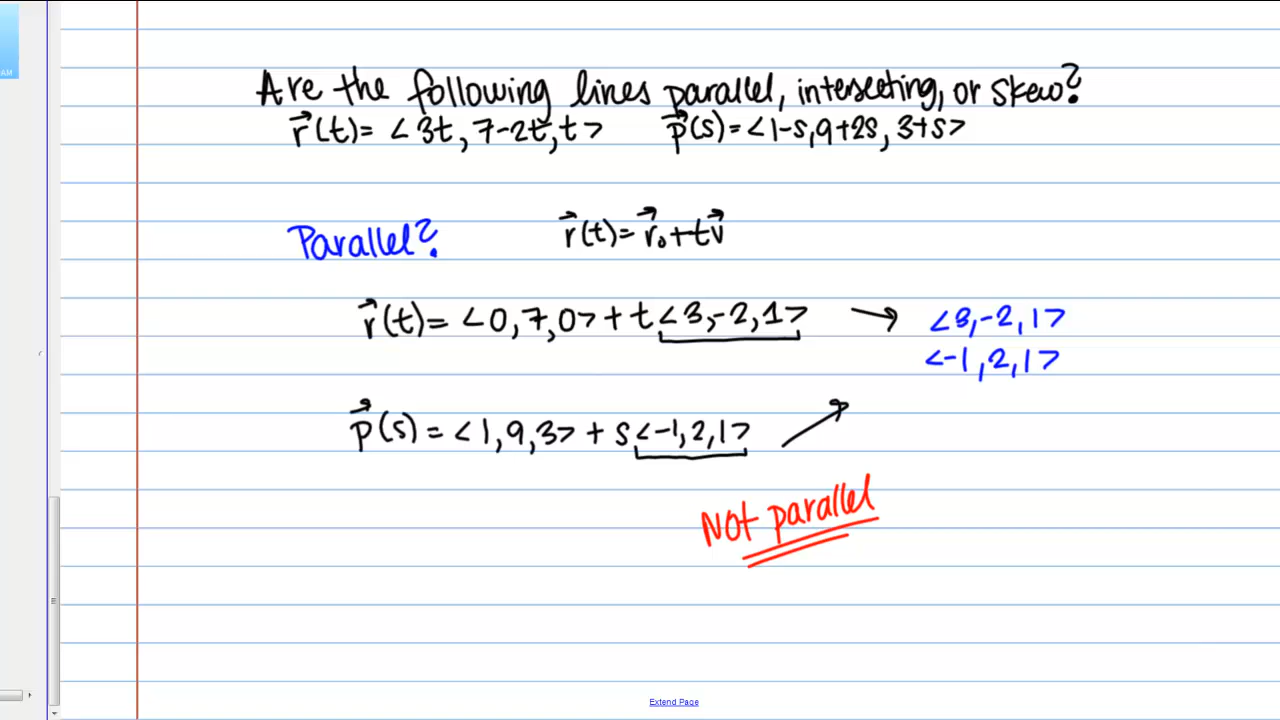 AM
Are the following lines parallel, intersecting, or skew?
r⃗(t)= <3t, 7-2t, t> p⃗(s)= <1-s, 9+2s, 3+s>
Parallel? r⃗(t)= r⃗₀+tv⃗
r⃗(t)= <0,7,0> + t<3,-2,1> → <3,-2,1>
<-1,2,1>
p⃗(s) = <1,9,3> + s<-1,2,1>
Not parallel
Extend Page